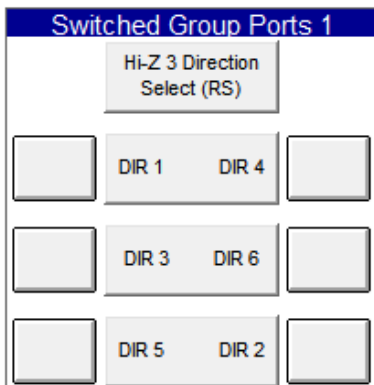 Switched Group Ports 1
Hi-Z 3 Direction
Select (RS)
DIR 1 DIR 4
DIR 3 DIR 6
DIR 5 DIR 2